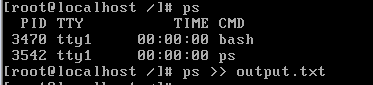 [root@localhost /]# ps
  PID TTY          TIME CMD
 3470 tty1     00:00:00 bash
 3542 tty1     00:00:00 ps
[root@localhost /]# ps >> output.txt